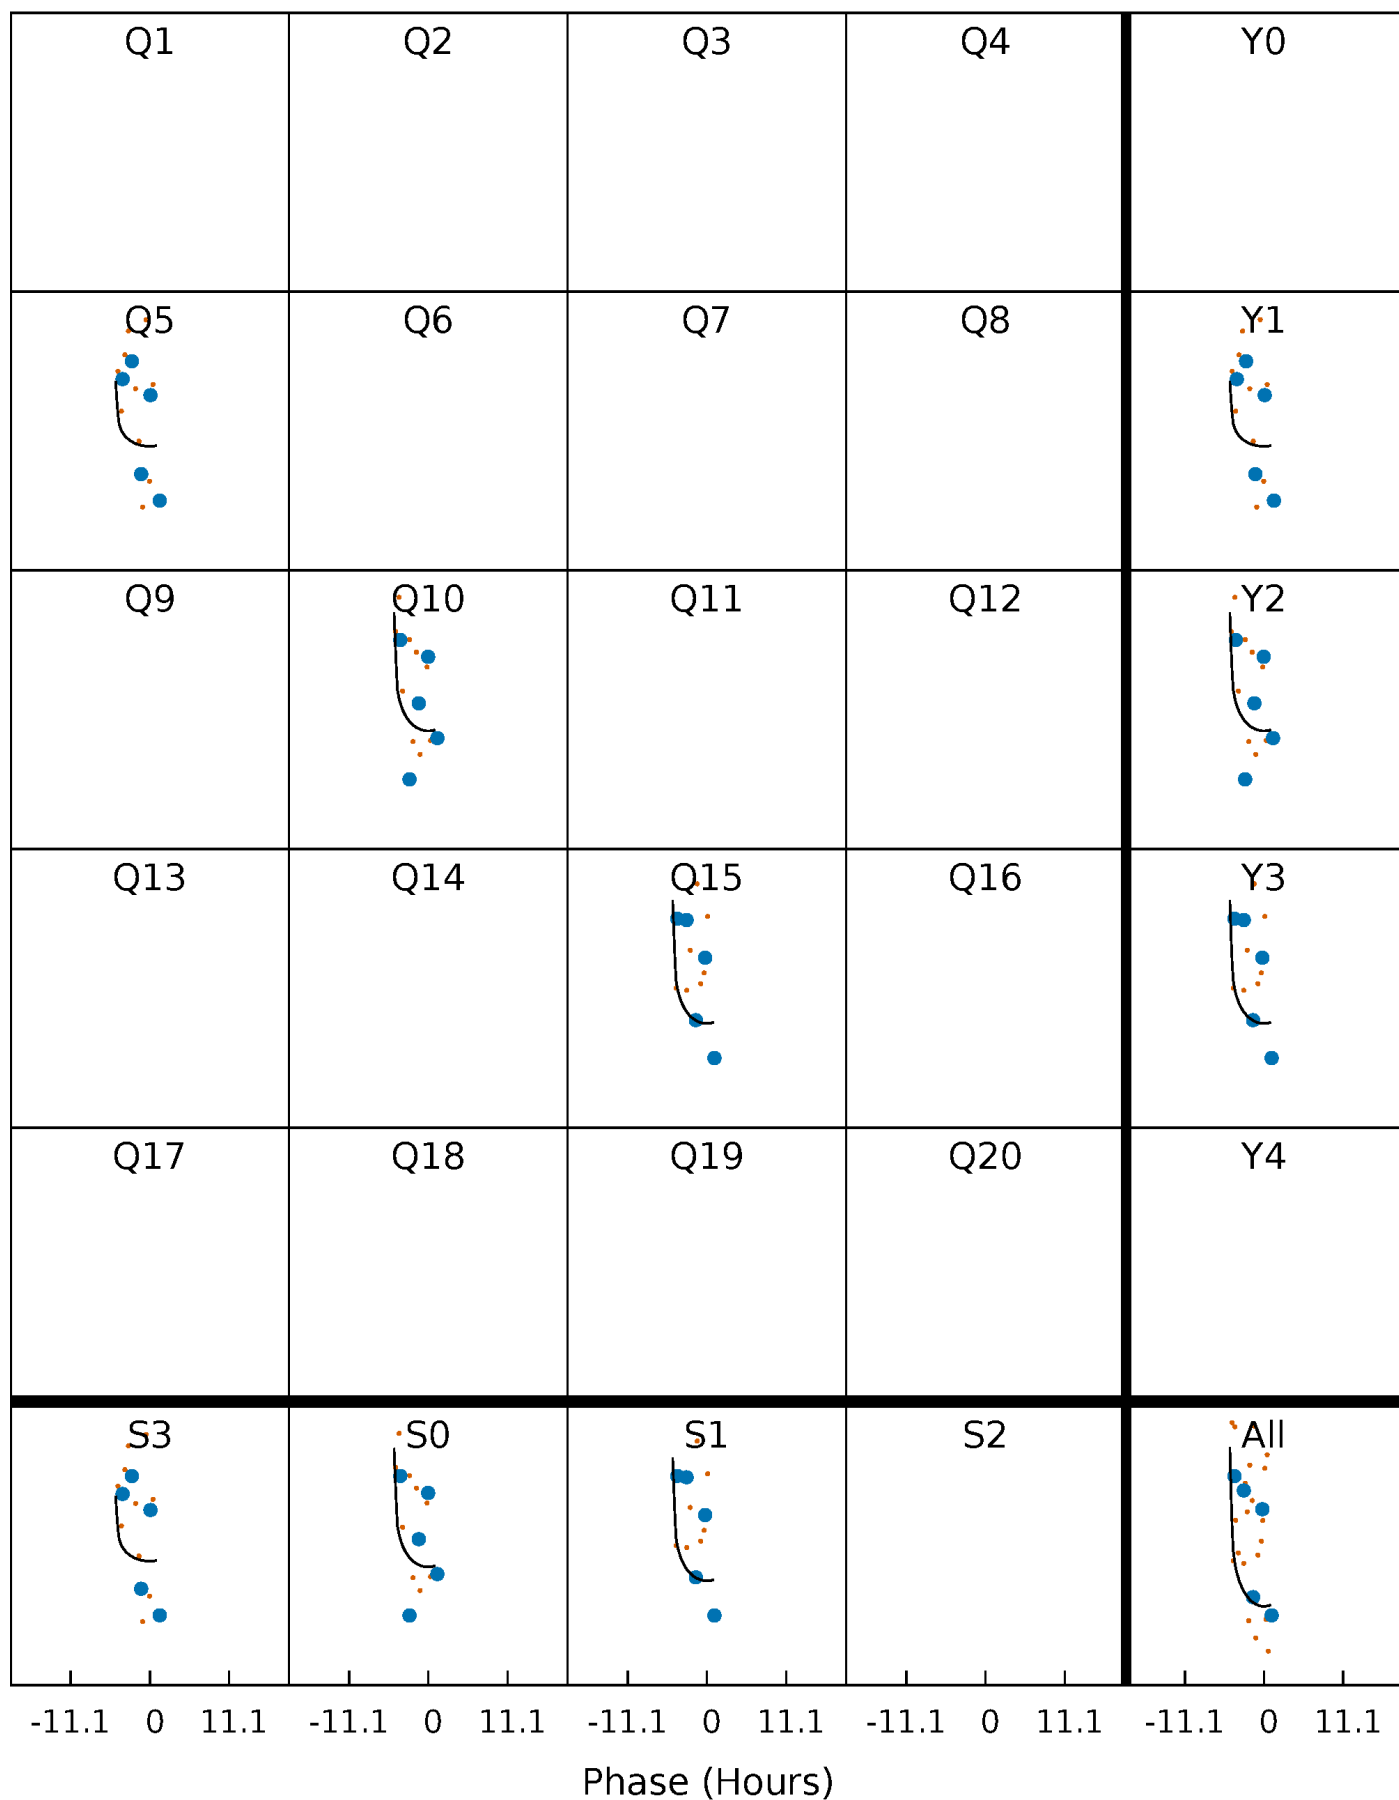 Q1 Q2 Q3 Q4 Y0
Q5 Q6 Q7 Q8 Y1
Q9 Q10 Q11 Q12 Y2
Q13 Q14 Q15 Q16 Y3
Q17 Q18 Q19 Q20 Y4
S3 S0 S1 S2 All
-11.1 0 11.1 -11.1 0 11.1 -11.1 0 11.1 -11.1 0 11.1 -11.1 0 11.1
Phase (Hours)